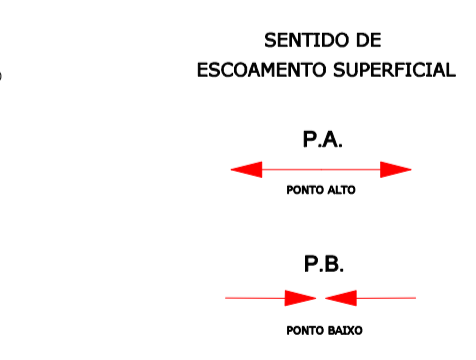 SENTIDO DE
ESCOAMENTO SUPERFICIAL
P.A.
PONTO ALTO
P.B.
PONTO BAIXO